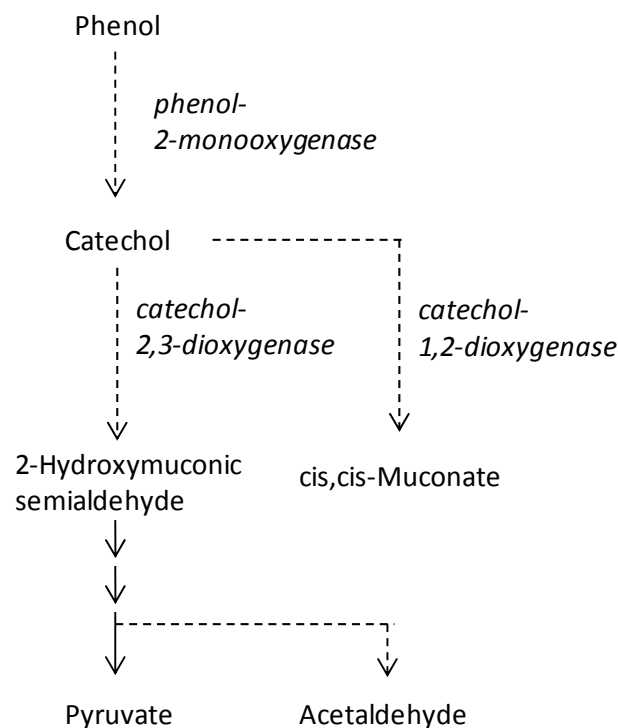 Phenol
phenol-
2-monooxygenase
Catechol
catechol-
2,3-dioxygenase
catechol-
1,2-dioxygenase
2-Hydroxymuconic
semialdehyde
cis,cis-Muconate
Pyruvate
Acetaldehyde